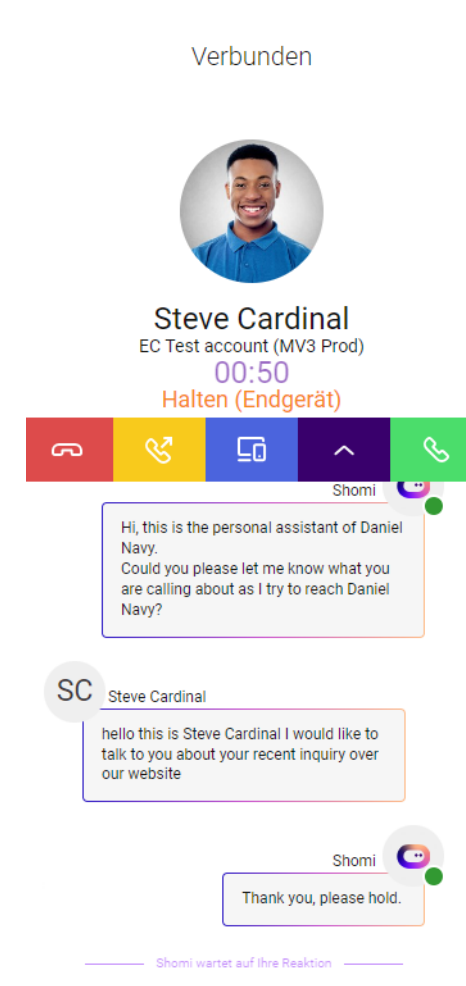 Verbunden
Steve Cardinal
EC Test account (MV3 Prod)
00:50
Halten (Endgerät)
Shomi
Hi, this is the personal assistant of Daniel
Navy.
Could you please let me know what you
are calling about as I try to reach Daniel
Navy?
SC
Steve Cardinal
hello this is Steve Cardinal I would like to
talk to you about your recent inquiry over
our website
Shomi
Thank you, please hold.
Shomi wartet auf Ihre Reaktion